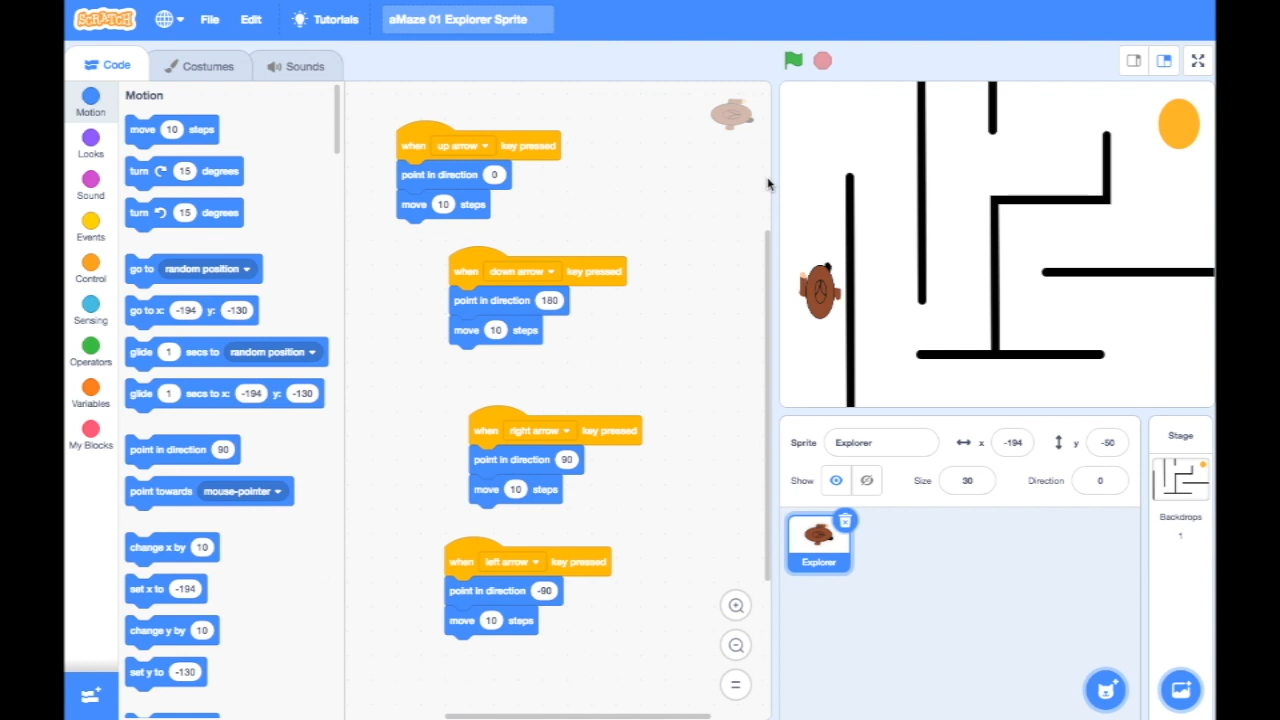 SCRATCH File Edit Tutorials aMaze 01 Explorer Sprite
Code Costumes Sounds
Motion
Looks
Sound
Events
Control
Sensing
Operators
Variables
My Blocks
Motion
move 10 steps
turn 15 degrees
turn 15 degrees
go to random position
go to x: -194 y: -130
glide 1 secs to random position
glide 1 secs to x: -194 y: -130
point in direction 90
point towards mouse-pointer
change x by 10
set x to -194
change y by 10
set y to -130
when up arrow key pressed
point in direction 0
move 10 steps
when down arrow key pressed
point in direction 180
move 10 steps
when right arrow key pressed
point in direction 90
move 10 steps
when left arrow key pressed
point in direction -90
move 10 steps
Sprite Explorer x -194 y -50
Show Size 30 Direction 0
Explorer
Stage
Backdrops
1